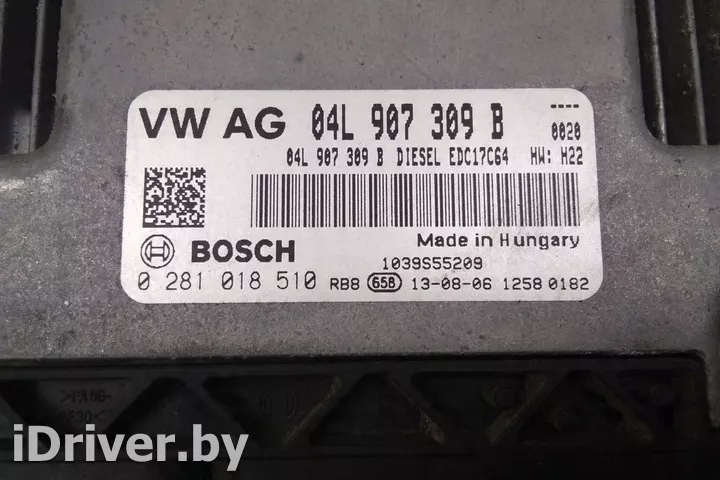 VW AG 04L 907 309 B ----
0020
04L 907 309 B DIESEL EDC17C64 HW: H22
BOSCH Made in Hungary
1039S55209
0 281 018 510 RB8 658 13-08-06 1258 0182
iDriver.by